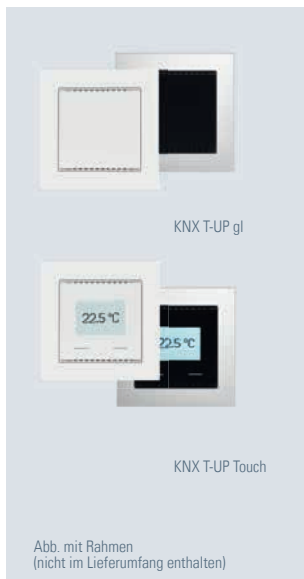 KNX T-UP gl
22.5 °C
22.5 °C
KNX T-UP Touch
Abb. mit Rahmen
(nicht im Lieferumfang enthalten)